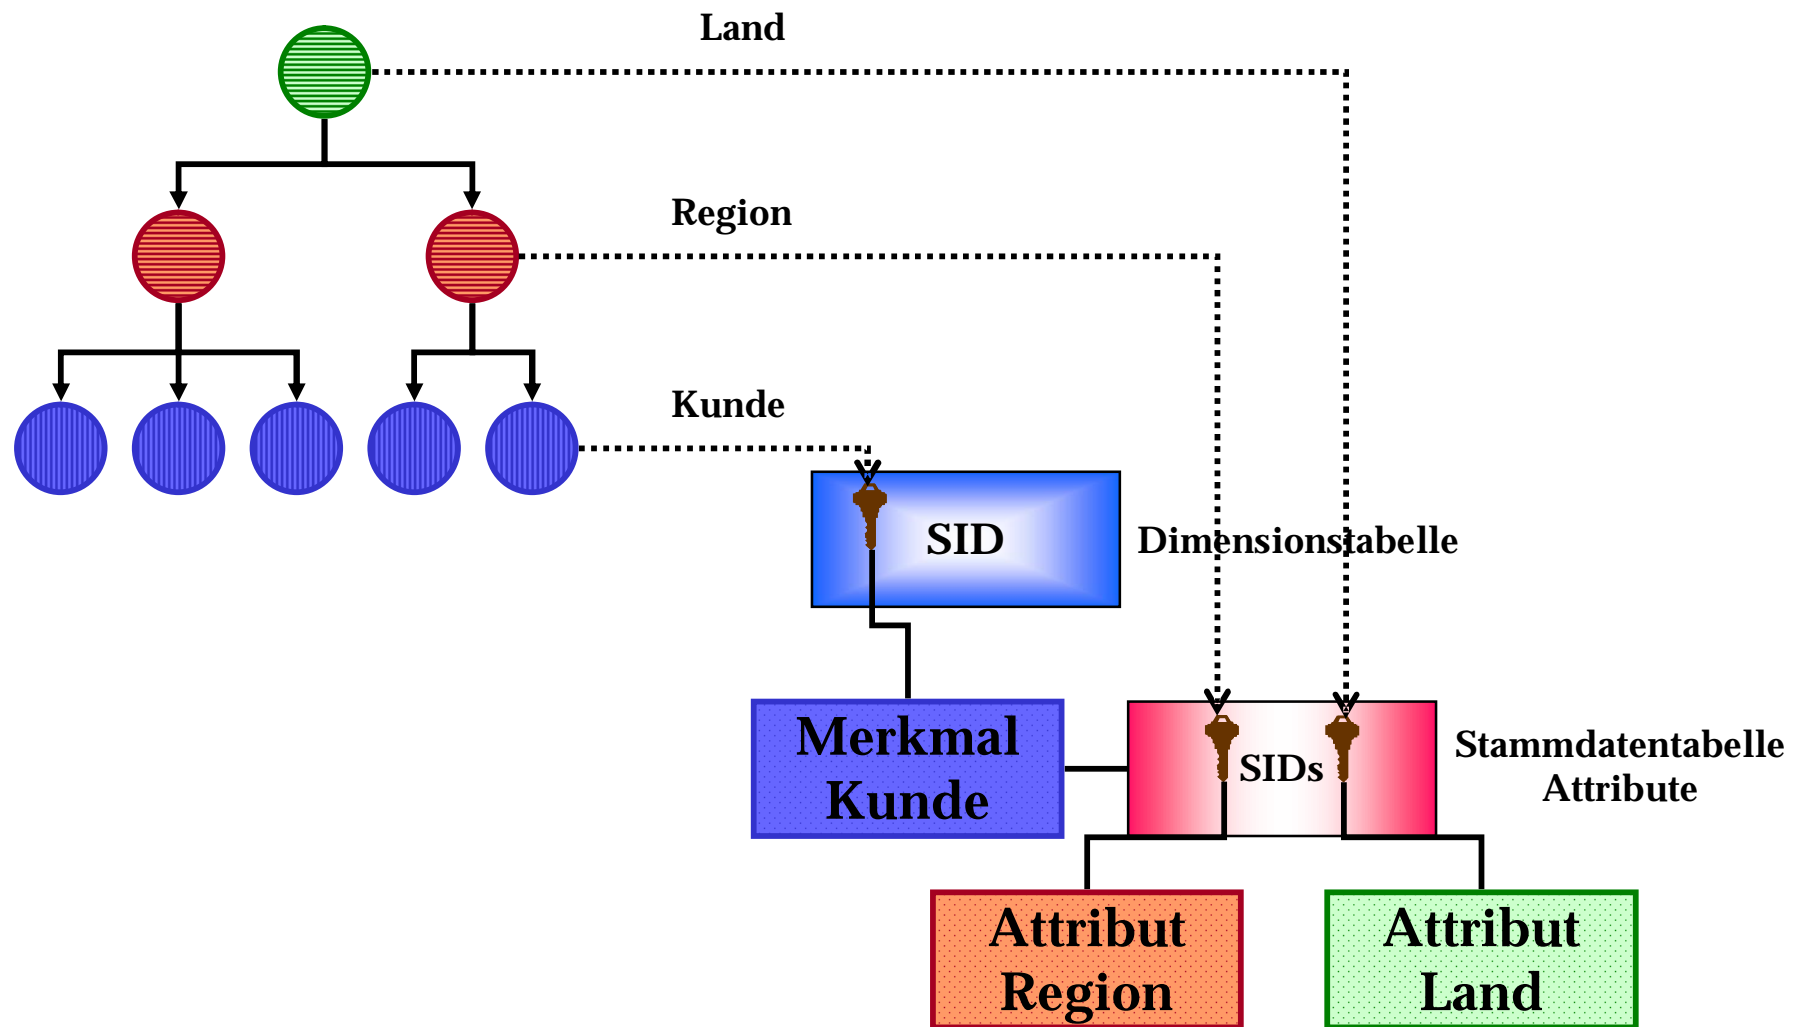 Land
Region
Kunde
SID
Dimensionstabelle
Merkmal
Kunde
SIDs
Stammdatentabelle
Attribute
Attribut
Region
Attribut
Land